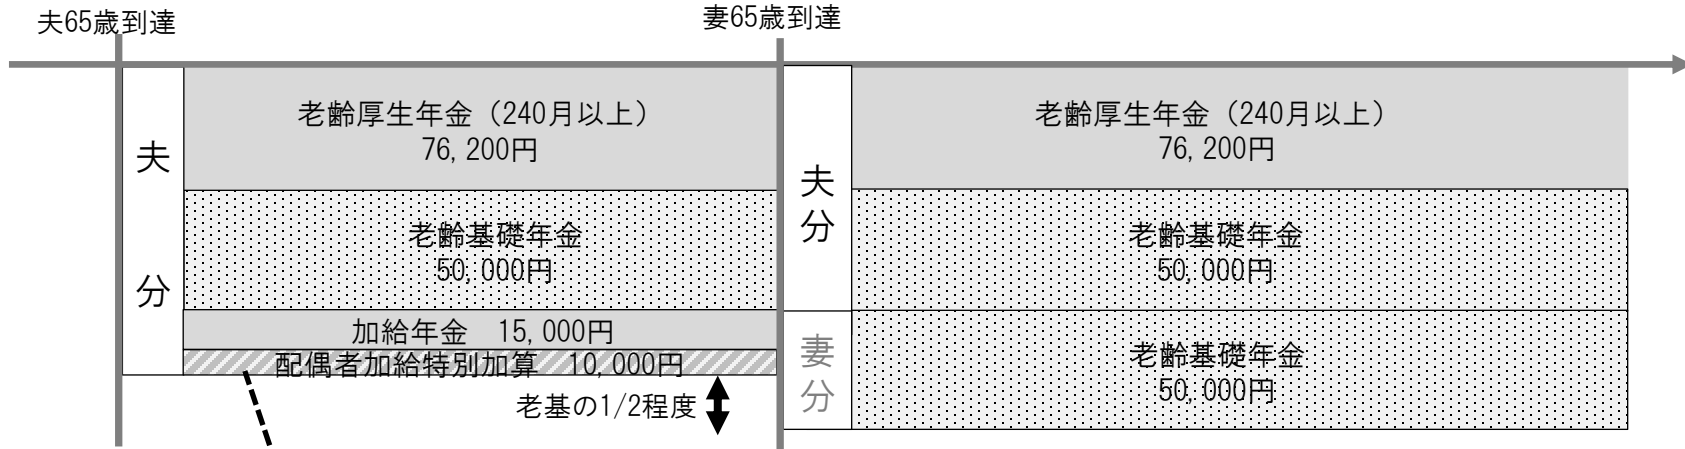 夫65歳到達
妻65歳到達
夫分
老齢厚生年金（240月以上）
76,200円
老齢基礎年金
50,000円
加給年金　15,000円
配偶者加給特別加算　10,000円
老基の1/2程度
夫分
老齢厚生年金（240月以上）
76,200円
老齢基礎年金
50,000円
妻分
老齢基礎年金
50,000円